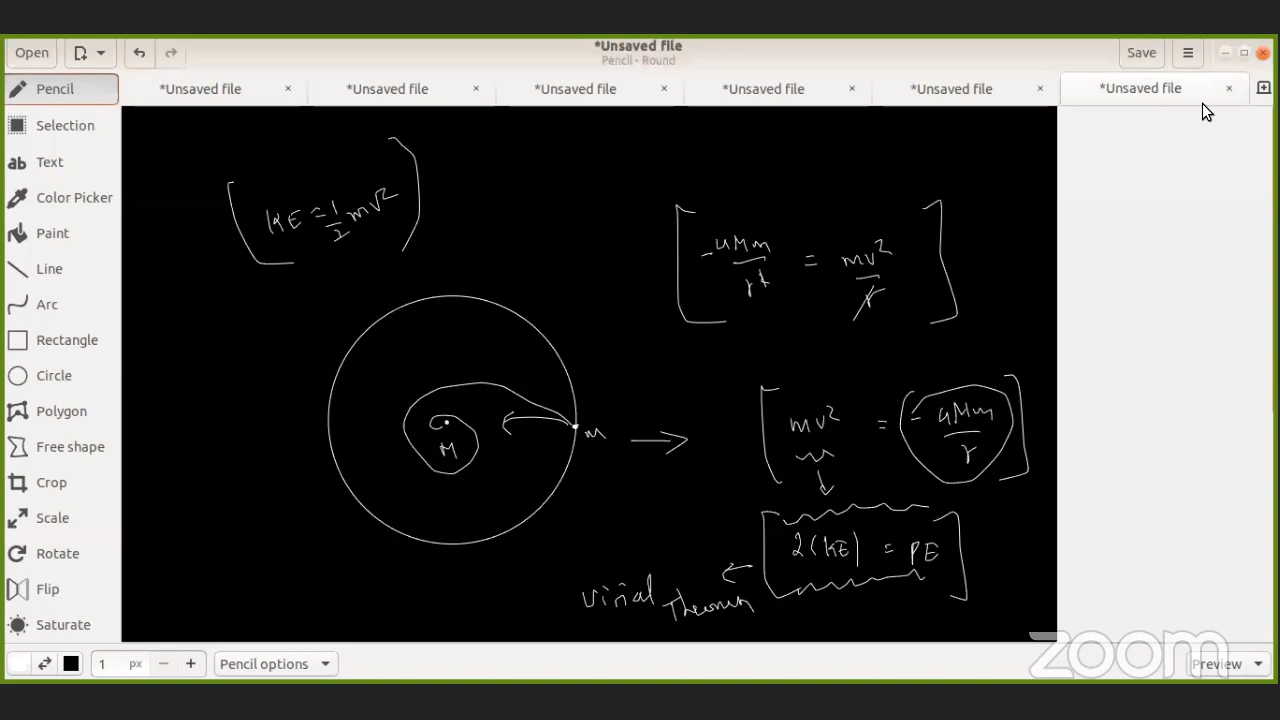 *Unsaved file
Pencil - Round
Open
Save
*Unsaved file
*Unsaved file
*Unsaved file
*Unsaved file
*Unsaved file
*Unsaved file
Pencil
Selection
Text
Color Picker
Paint
Line
Arc
Rectangle
Circle
Polygon
Free shape
Crop
Scale
Rotate
Flip
Saturate
KE = 1/2 mv²
= mv²/r
M
m
mv² = - GMm/r
2(KE) = PE
virial Theorem
1 px
Pencil options
Preview
zoom